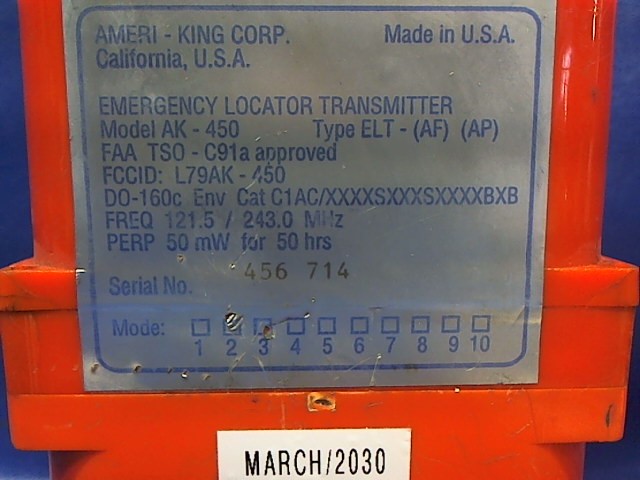 AMERI - KING CORP. Made in U.S.A.
California, U.S.A.
EMERGENCY LOCATOR TRANSMITTER
Model AK - 450 Type ELT - (AF) (AP)
FAA TSO - C91a approved
FCCID: L79AK - 450
DO-160c Env Cat C1AC/XXXXSXXXSXXXXBXB
FREQ 121.5 / 243.0 MHz
PERP 50 mW for 50 hrs
Serial No. 456 714
Mode:
1 2 3 4 5 6 7 8 9 10
MARCH/2030